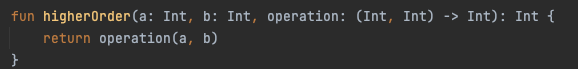 fun higherOrder(a: Int, b: Int, operation: (Int, Int) -> Int): Int {
    return operation(a, b)
}